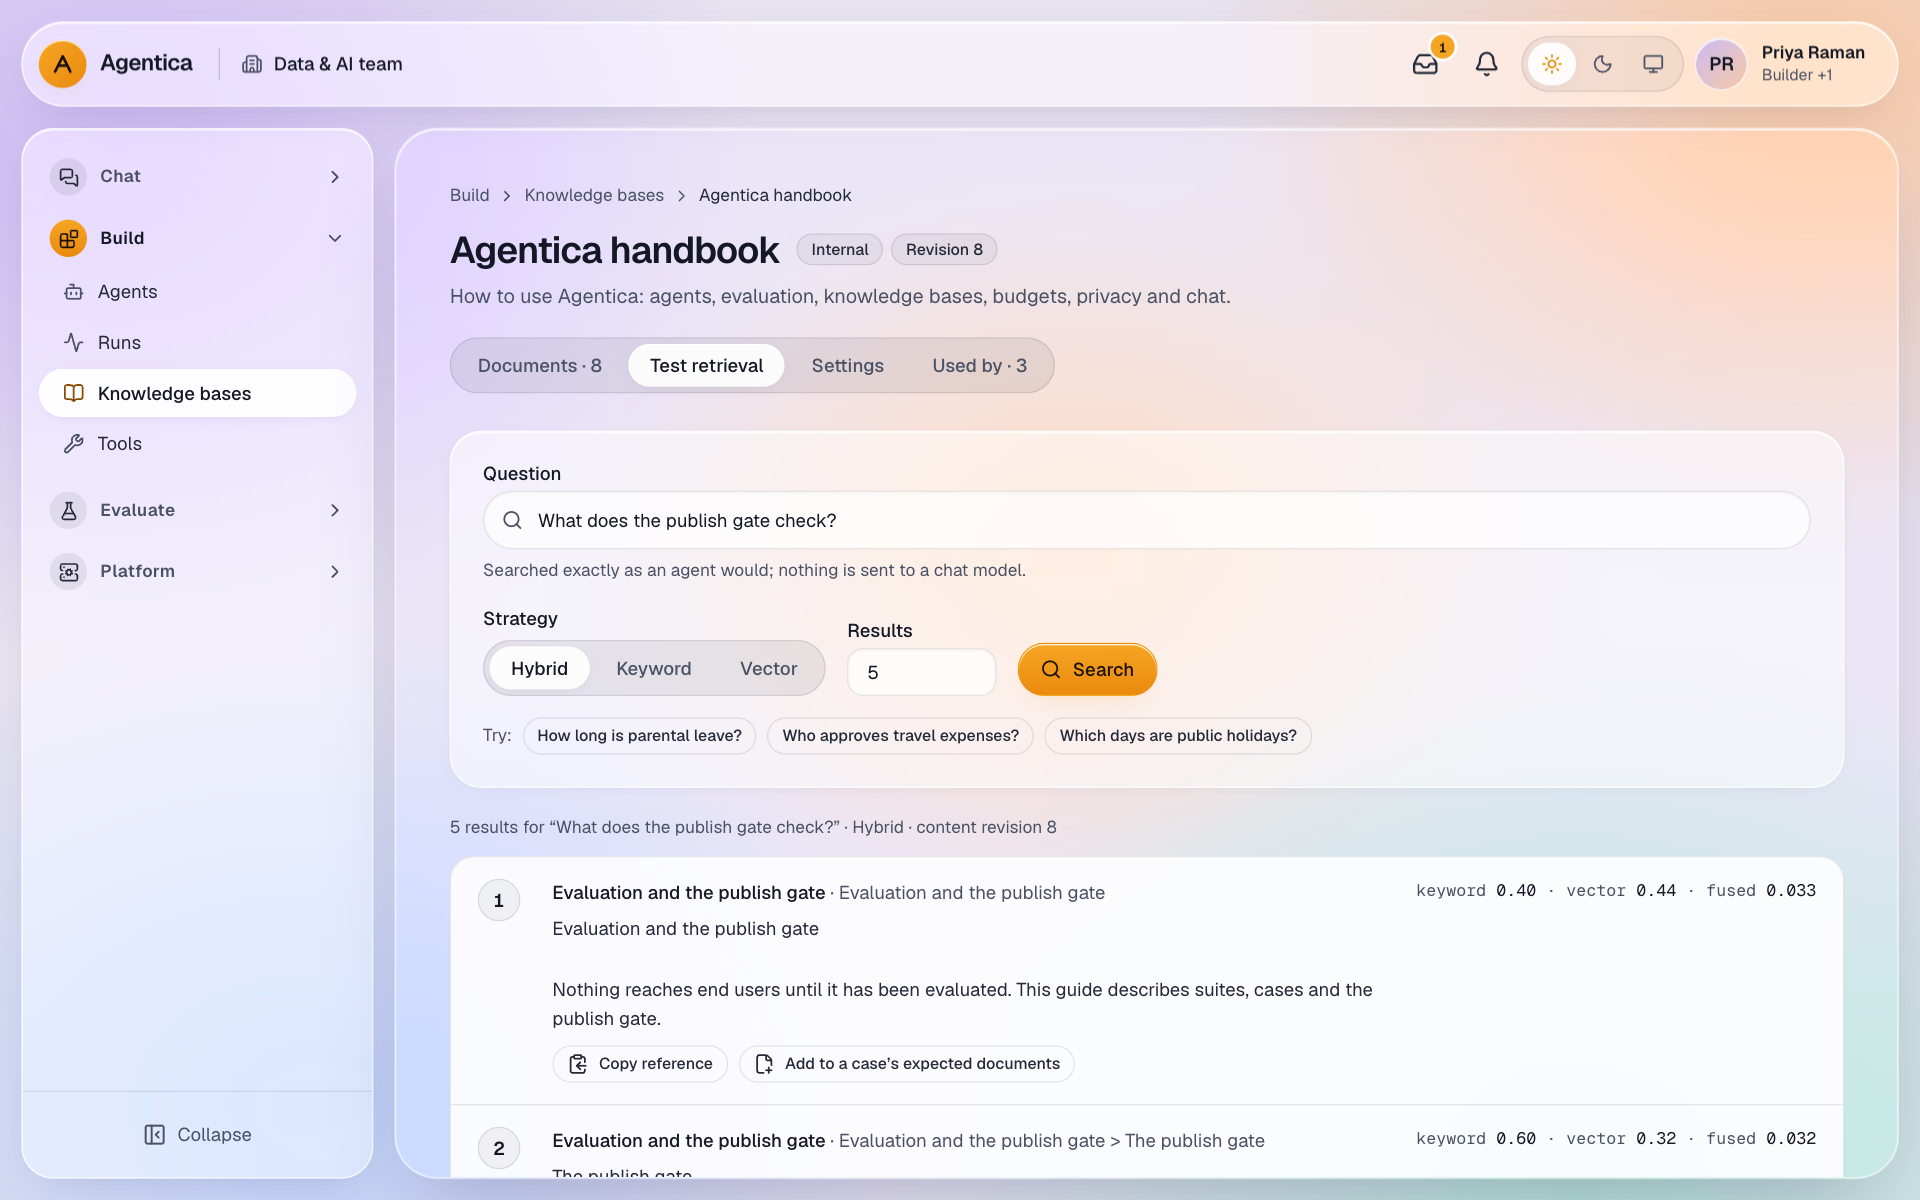 Agentica
Data & AI team
1
PR
Priya Raman
Builder +1
Chat
Build
Agents
Runs
Knowledge bases
Tools
Evaluate
Platform
Collapse
Build > Knowledge bases > Agentica handbook
Agentica handbook
Internal
Revision 8
How to use Agentica: agents, evaluation, knowledge bases, budgets, privacy and chat.
Documents · 8
Test retrieval
Settings
Used by · 3
Question
What does the publish gate check?
Searched exactly as an agent would; nothing is sent to a chat model.
Strategy
Hybrid
Keyword
Vector
Results
5
Search
Try:
How long is parental leave?
Who approves travel expenses?
Which days are public holidays?
5 results for “What does the publish gate check?” · Hybrid · content revision 8
1
Evaluation and the publish gate · Evaluation and the publish gate
keyword 0.40 · vector 0.44 · fused 0.033
Evaluation and the publish gate
Nothing reaches end users until it has been evaluated. This guide describes suites, cases and the
publish gate.
Copy reference
Add to a case's expected documents
2
Evaluation and the publish gate · Evaluation and the publish gate > The publish gate
keyword 0.60 · vector 0.32 · fused 0.032
The publish gate